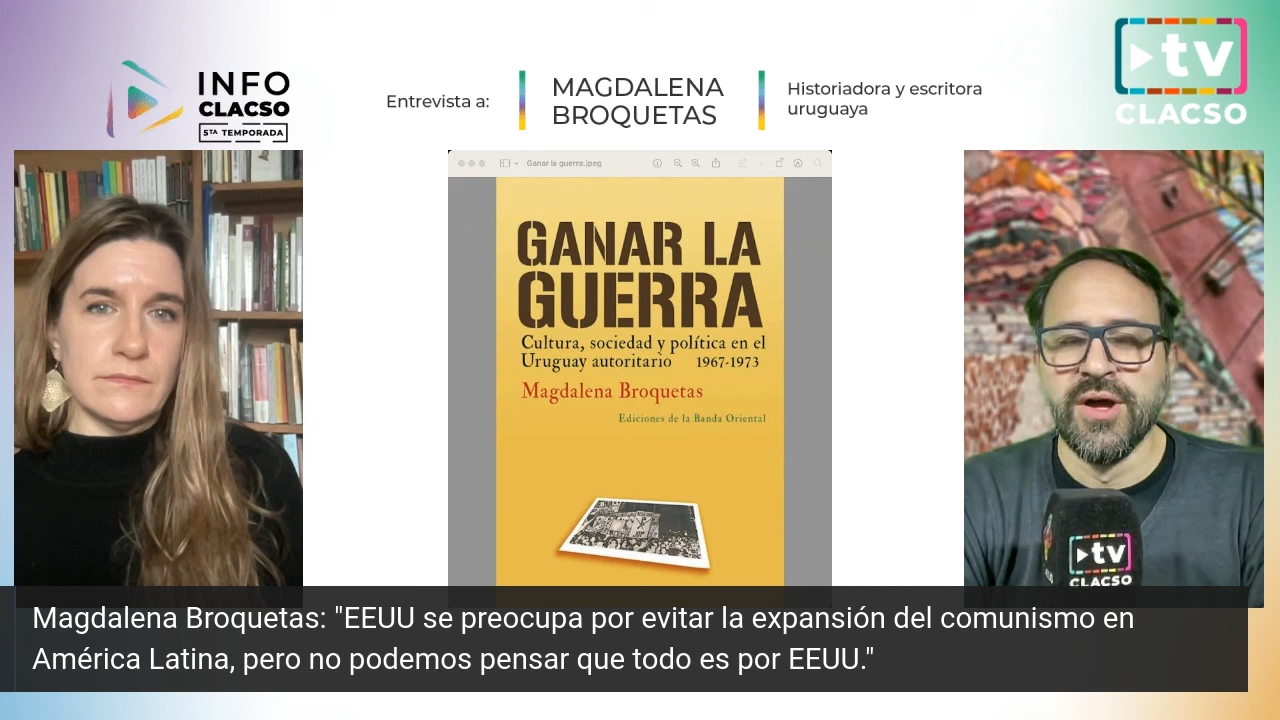 INFO
CLACSO
5TA TEMPORADA
Entrevista a:
MAGDALENA
BROQUETAS
Historiadora y escritora
uruguaya
tv
CLACSO
Ganar la guerra.jpeg
GANAR LA
GUERRA
Cultura, sociedad y política en el
Uruguay autoritario 1967-1973
Magdalena Broquetas
Ediciones de la Banda Oriental
tv
CLACSO
Magdalena Broquetas: "EEUU se preocupa por evitar la expansión del comunismo en
América Latina, pero no podemos pensar que todo es por EEUU."